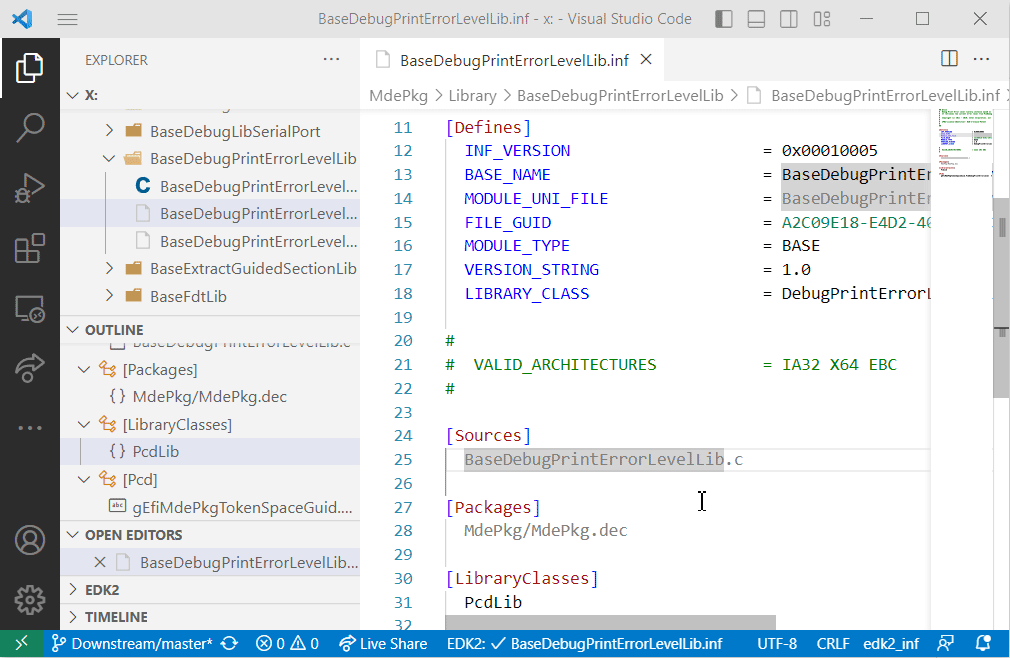 BaseDebugPrintErrorLevelLib.inf - x: - Visual Studio Code
EXPLORER
X:
BaseDebugLibSerialPort
BaseDebugPrintErrorLevelLib
C BaseDebugPrintErrorLevel...
BaseDebugPrintErrorLevel...
BaseDebugPrintErrorLevel...
BaseExtractGuidedSectionLib
BaseFdtLib
OUTLINE
BaseDebugPrintErrorLevelLib.c
[Packages]
{} MdePkg/MdePkg.dec
[LibraryClasses]
{} PcdLib
[Pcd]
abc gEfiMdePkgTokenSpaceGuid....
OPEN EDITORS
BaseDebugPrintErrorLevelLib...
EDK2
TIMELINE
BaseDebugPrintErrorLevelLib.inf
MdePkg > Library > BaseDebugPrintErrorLevelLib > BaseDebugPrintErrorLevelLib.inf
11 [Defines]
12 INF_VERSION = 0x00010005
13 BASE_NAME = BaseDebugPrintEr
14 MODULE_UNI_FILE = BaseDebugPrintEr
15 FILE_GUID = A2C09E18-E4D2-40
16 MODULE_TYPE = BASE
17 VERSION_STRING = 1.0
18 LIBRARY_CLASS = DebugPrintErrorL
19
20 #
21 # VALID_ARCHITECTURES = IA32 X64 EBC
22 #
23
24 [Sources]
25 BaseDebugPrintErrorLevelLib.c
26
27 [Packages]
28 MdePkg/MdePkg.dec
29
30 [LibraryClasses]
31 PcdLib
32
Downstream/master* 0 0 Live Share EDK2: ✓ BaseDebugPrintErrorLevelLib.inf UTF-8 CRLF edk2_inf